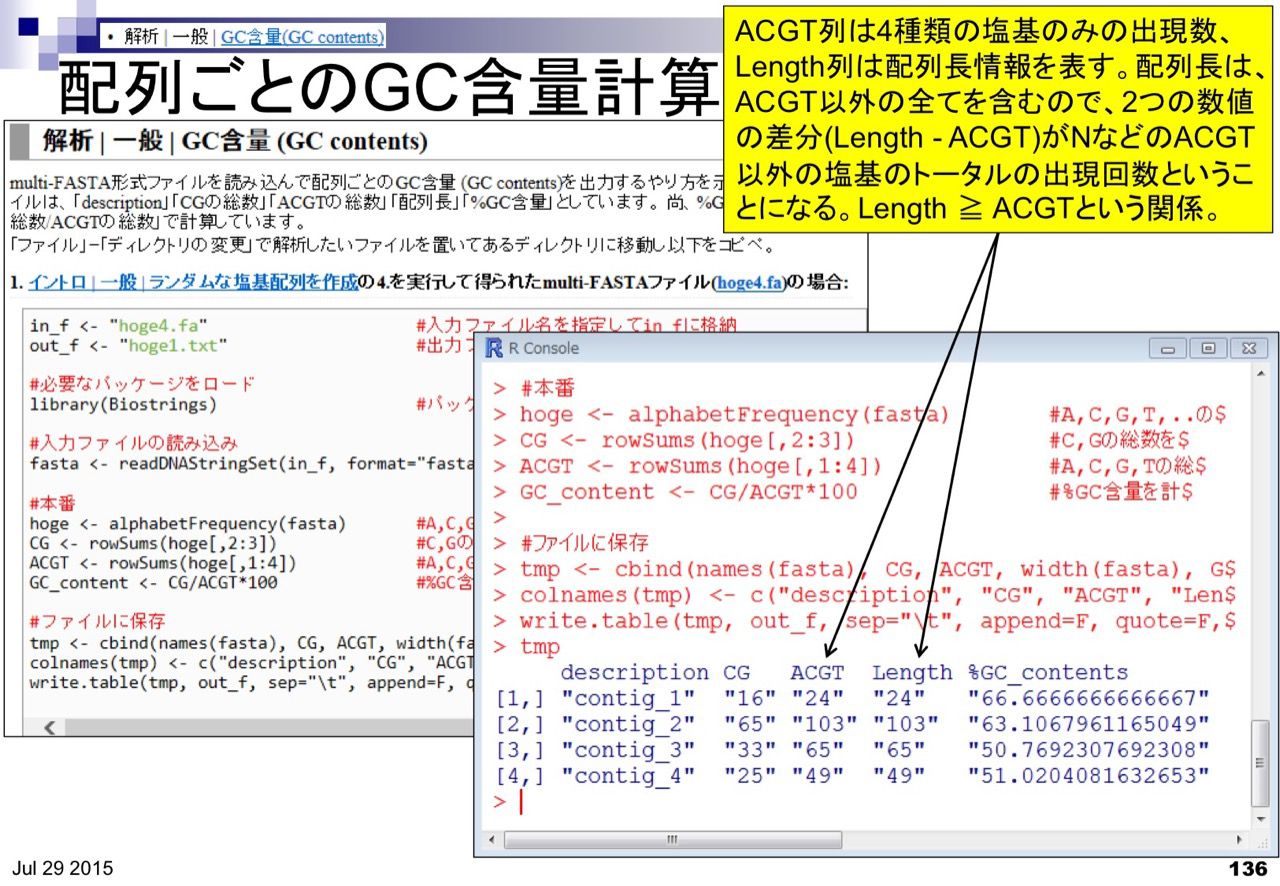 • 解析 | 一般 | GC含量(GC contents)
配列ごとのGC含量計算
ACGT列は4種類の塩基のみの出現数、
Length列は配列長情報を表す。配列長は、
ACGT以外の全てを含むので、2つの数値
の差分(Length - ACGT)がNなどのACGT
以外の塩基のトータルの出現回数というこ
とになる。Length ≧ ACGTという関係。
解析 | 一般 | GC含量 (GC contents)
multi-FASTA形式ファイルを読み込んで配列ごとのGC含量 (GC contents)を出力するやり方を示
イルは、「description」「CGの総数」「ACGTの総数」「配列長」「%GC含量」としています。尚、%G
総数/ACGTの総数」で計算しています。
「ファイル」-「ディレクトリの変更」で解析したいファイルを置いてあるディレクトリに移動し以下をコピペ。
1. イントロ | 一般 | ランダムな塩基配列を作成の4.を実行して得られたmulti-FASTAファイル(hoge4.fa)の場合:
in_f <- "hoge4.fa" #入力ファイル名を指定してin_fに格納
out_f <- "hoge1.txt" #出力フ
#必要なパッケージをロード
library(Biostrings) #パック
#入力ファイルの読み込み
fasta <- readDNAStringSet(in_f, format="fasta
#本番
hoge <- alphabetFrequency(fasta) #A,C,G
CG <- rowSums(hoge[,2:3]) #C,Gの
ACGT <- rowSums(hoge[,1:4]) #A,C,G
GC_content <- CG/ACGT*100 #%GC含
#ファイルに保存
tmp <- cbind(names(fasta), CG, ACGT, width(fa
colnames(tmp) <- c("description", "CG", "ACGT
write.table(tmp, out_f, sep="\t", append=F, q
R Console
> #本番
> hoge <- alphabetFrequency(fasta) #A,C,G,T,..の$
> CG <- rowSums(hoge[,2:3]) #C,Gの総数を$
> ACGT <- rowSums(hoge[,1:4]) #A,C,G,Tの総$
> GC_content <- CG/ACGT*100 #%GC含量を計$
>
> #ファイルに保存
> tmp <- cbind(names(fasta), CG, ACGT, width(fasta), G$
> colnames(tmp) <- c("description", "CG", "ACGT", "Len$
> write.table(tmp, out_f, sep="\t", append=F, quote=F,$
> tmp
description CG ACGT Length %GC_contents
[1,] "contig_1" "16" "24" "24" "66.6666666666667"
[2,] "contig_2" "65" "103" "103" "63.1067961165049"
[3,] "contig_3" "33" "65" "65" "50.7692307692308"
[4,] "contig_4" "25" "49" "49" "51.0204081632653"
>
Jul 29 2015
136